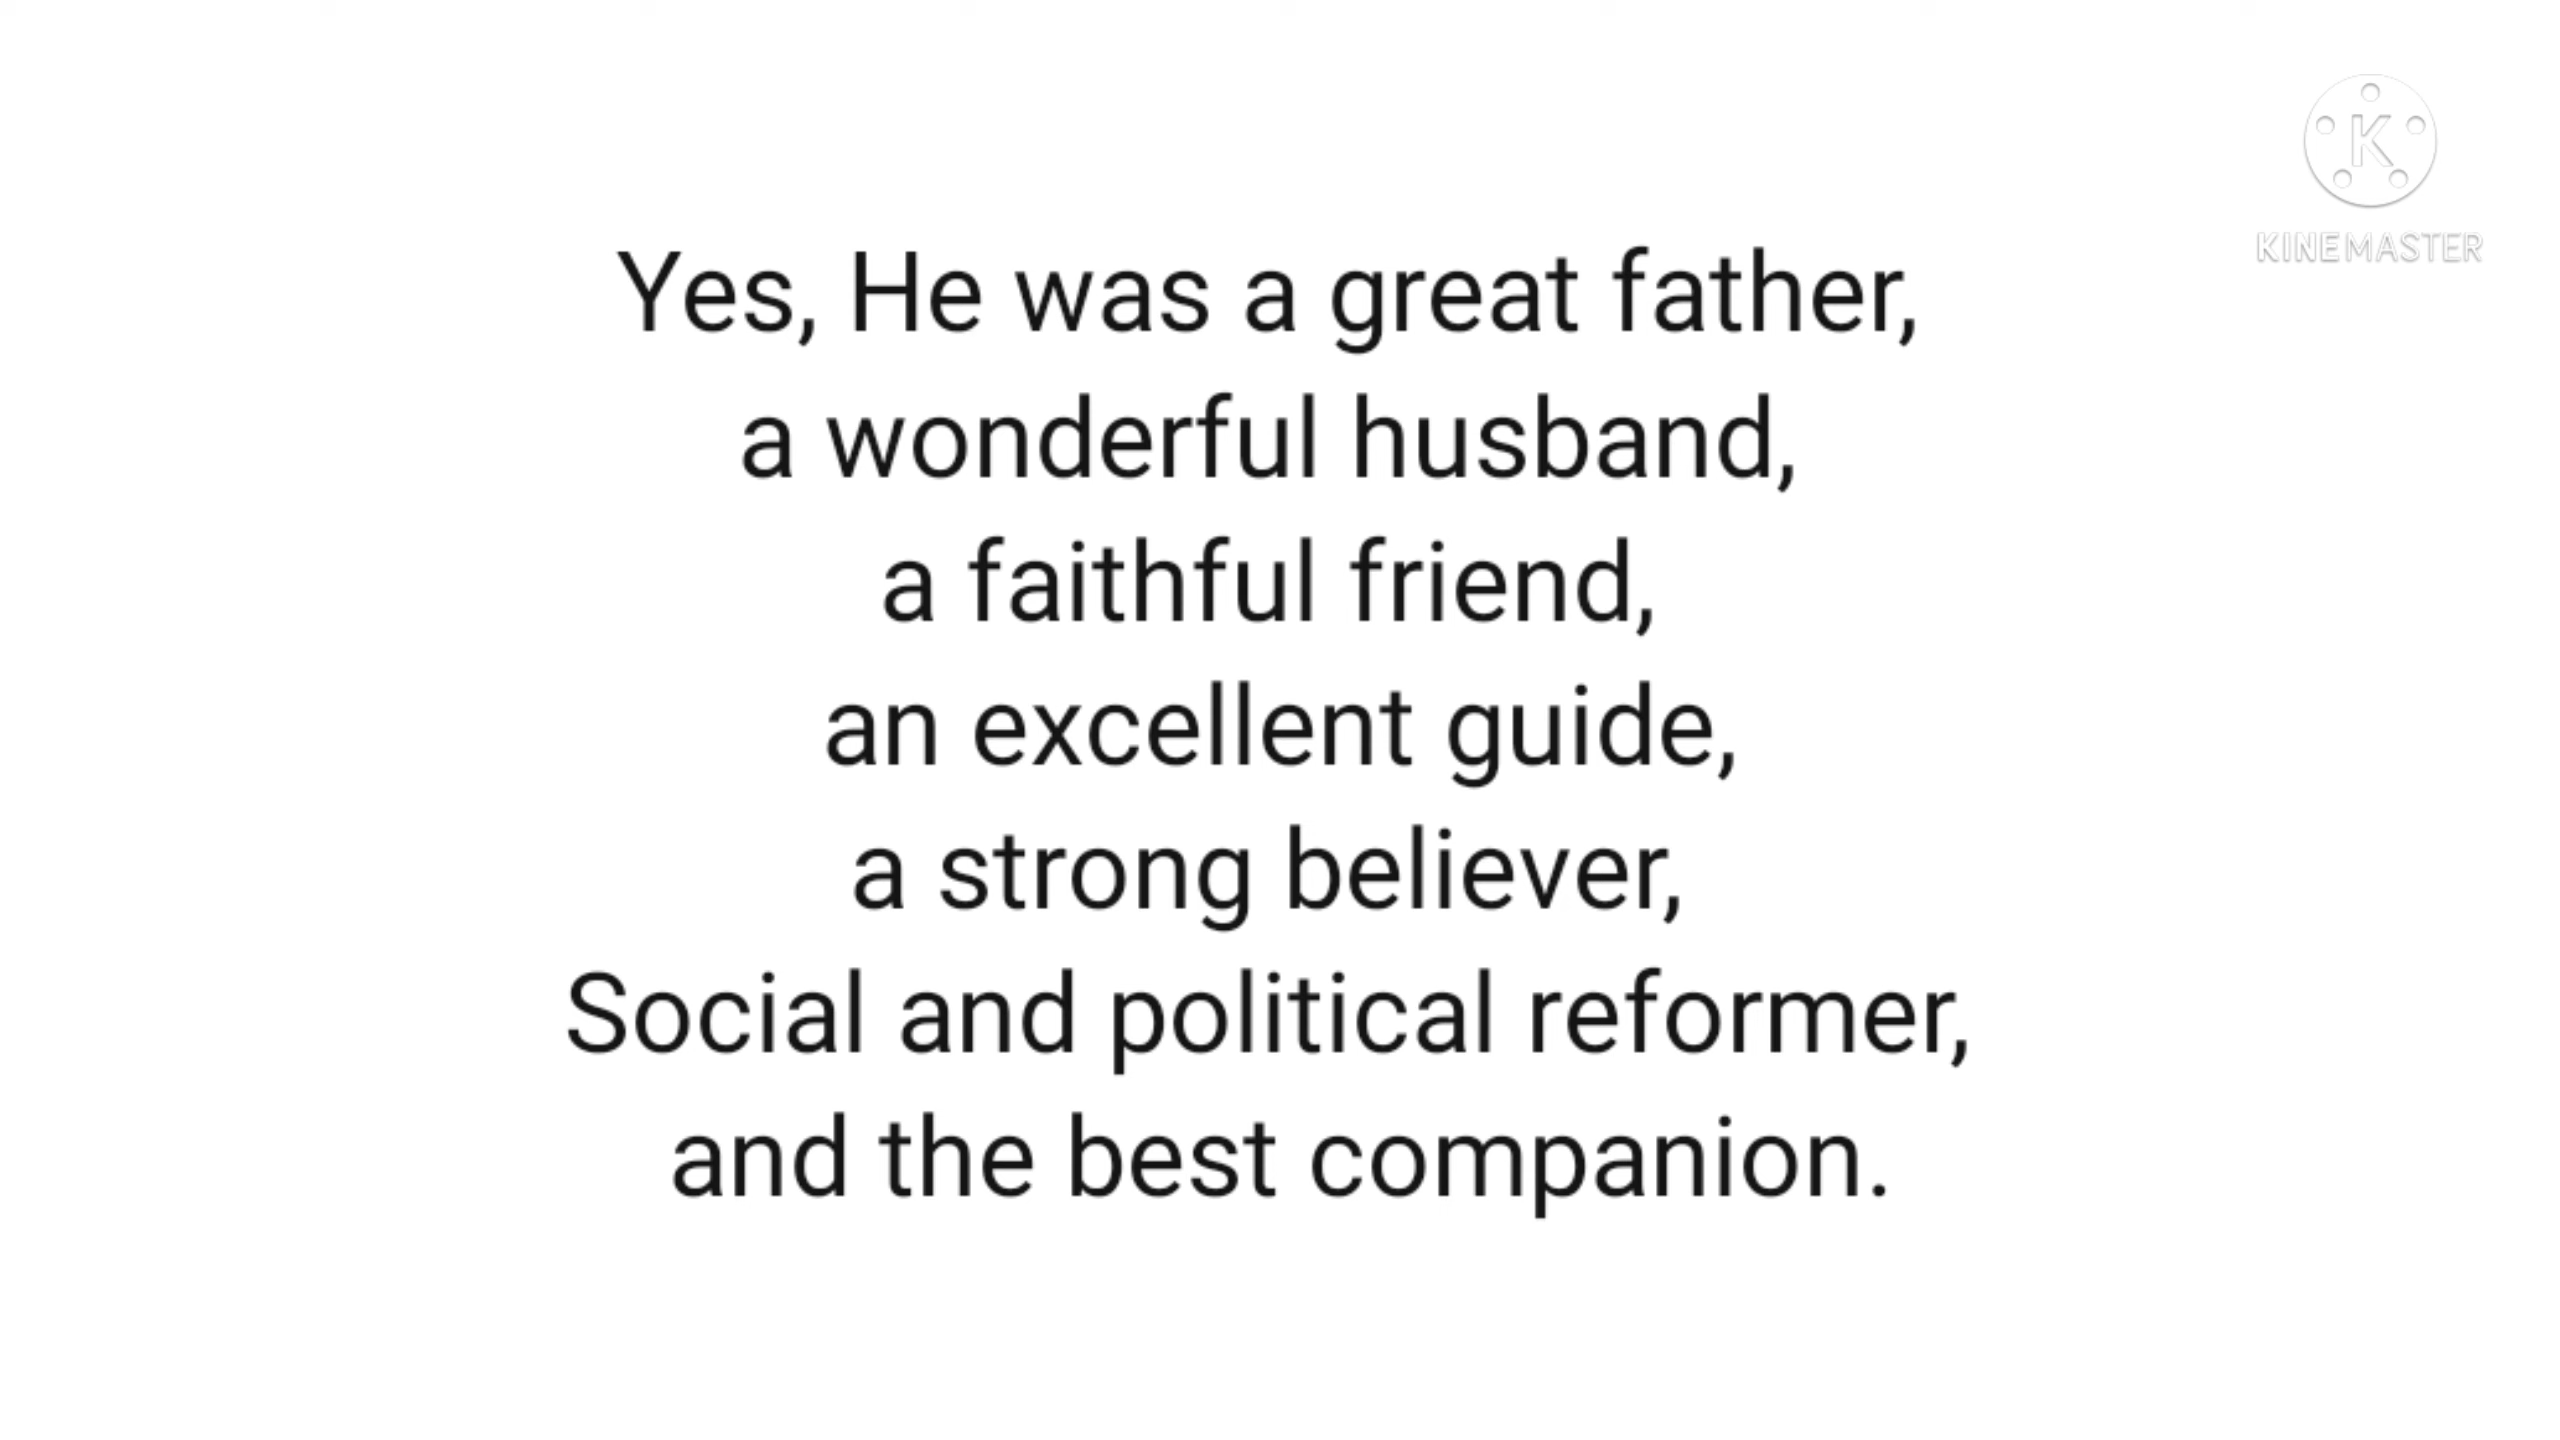 K
KINEMASTER
Yes, He was a great father,
a wonderful husband,
a faithful friend,
an excellent guide,
a strong believer,
Social and political reformer,
and the best companion.